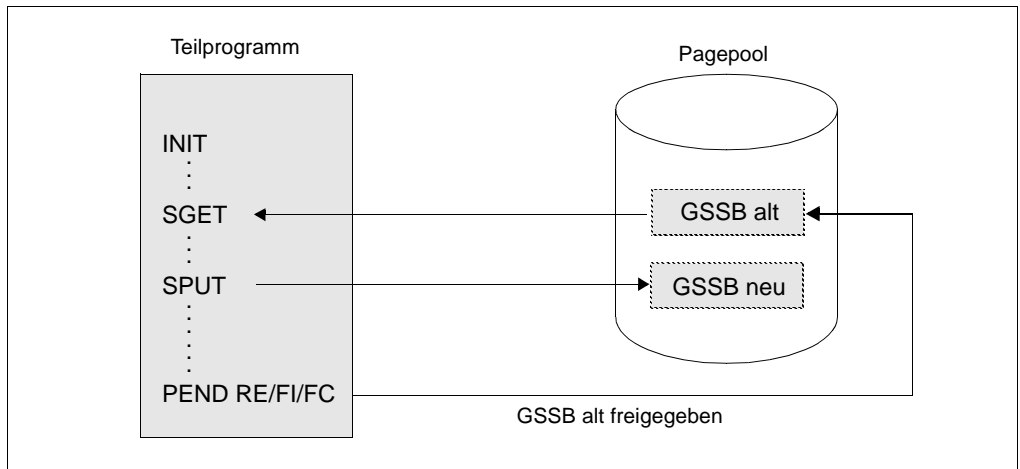 Teilprogramm
Pagepool
INIT
SGET
GSSB alt
SPUT
GSSB neu
PEND RE/FI/FC
GSSB alt freigegeben